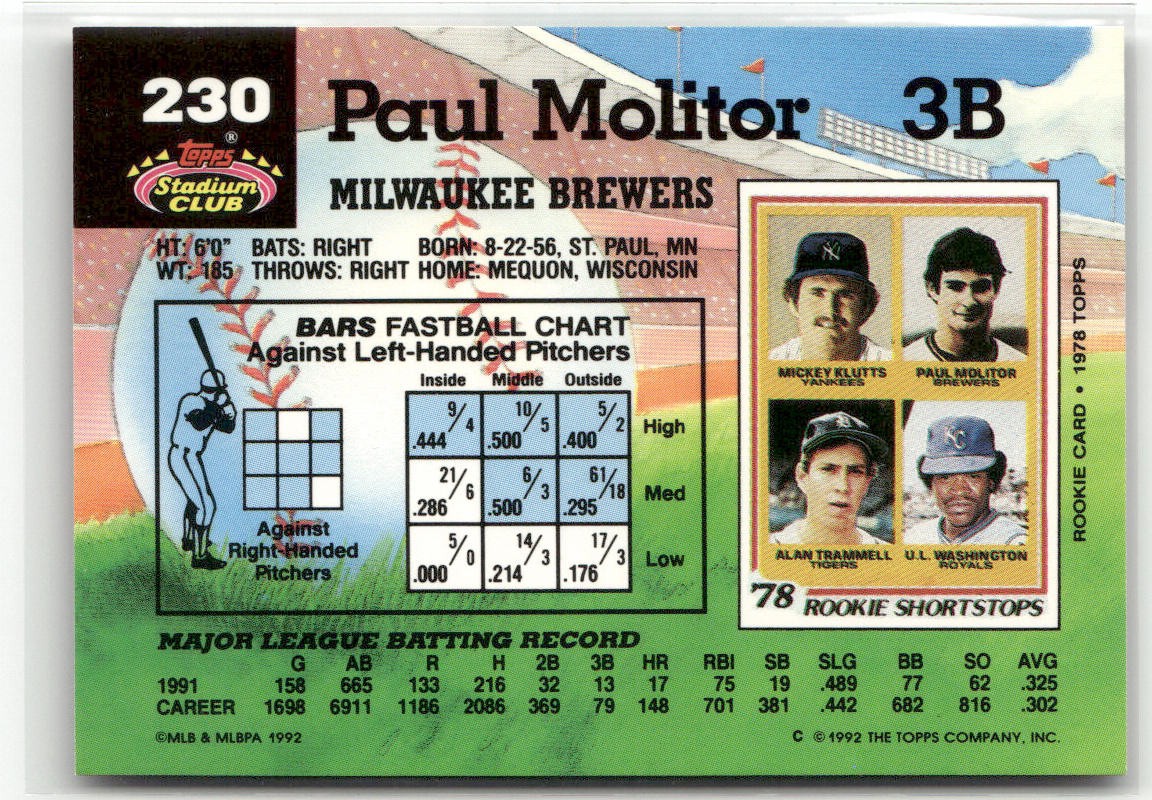 230
Paul Molitor 3B
®
Topps
Stadium
CLUB
MILWAUKEE BREWERS
HT: 6'0" BATS: RIGHT BORN: 8-22-56, ST. PAUL, MN
WT: 185 THROWS: RIGHT HOME: MEQUON, WISCONSIN
BARS FASTBALL CHART
Against Left-Handed Pitchers
Inside Middle Outside
9/4 10/5 5/2
.444 .500 .400 High
21/6 6/3 61/18
.286 .500 .295 Med
5/0 14/3 17/3
.000 .214 .176 Low
Against
Right-Handed
Pitchers
NY
MICKEY KLUTTS PAUL MOLITOR
YANKEES BREWERS
D KC
ALAN TRAMMELL U.L. WASHINGTON
TIGERS ROYALS
'78 ROOKIE SHORTSTOPS
ROOKIE CARD • 1978 TOPPS
MAJOR LEAGUE BATTING RECORD
G AB R H 2B 3B HR RBI SB SLG BB SO AVG
1991 158 665 133 216 32 13 17 75 19 .489 77 62 .325
CAREER 1698 6911 1186 2086 369 79 148 701 381 .442 682 816 .302
©MLB & MLBPA 1992 C ©1992 THE TOPPS COMPANY, INC.